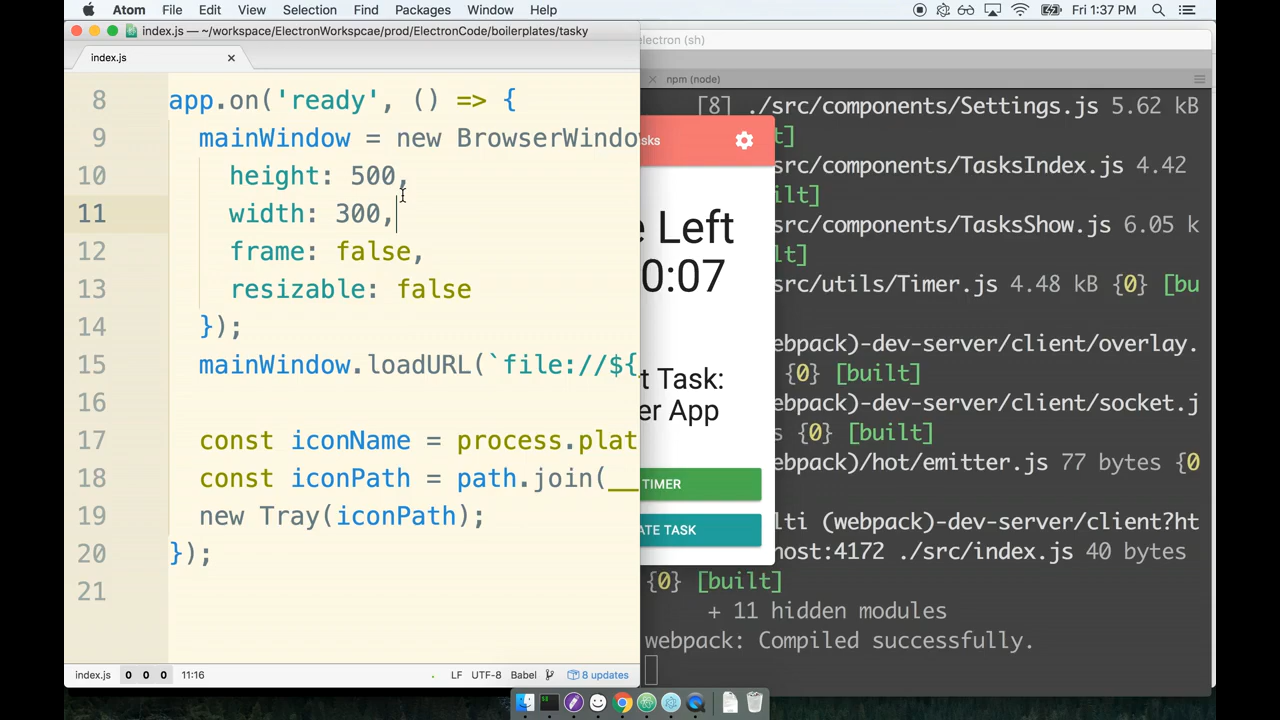 Atom File Edit View Selection Find Packages Window Help Fri 1:37 PM
index.js — ~/workspace/ElectronWorkspcae/prod/ElectronCode/boilerplates/tasky
index.js
8 app.on('ready', () => {
9 mainWindow = new BrowserWindo
10 height: 500,
11 width: 300,
12 frame: false,
13 resizable: false
14 });
15 mainWindow.loadURL(`file://${
16
17 const iconName = process.plat
18 const iconPath = path.join(__
19 new Tray(iconPath);
20 });
21
index.js 0 0 0 11:16 LF UTF-8 Babel 8 updates
sks
e Left
0:07
t Task:
er App
TIMER
ATE TASK
electron (sh)
npm (node)
[8] ./src/components/Settings.js 5.62 kB
]
src/components/TasksIndex.js 4.42
lt]
src/components/TasksShow.js 6.05 k
lt]
src/utils/Timer.js 4.48 kB {0} [bu
ebpack)-dev-server/client/overlay.
{0} [built]
ebpack)-dev-server/client/socket.j
s {0} [built]
ebpack)/hot/emitter.js 77 bytes {0
lti (webpack)-dev-server/client?ht
host:4172 ./src/index.js 40 bytes
{0} [built]
+ 11 hidden modules
webpack: Compiled successfully.